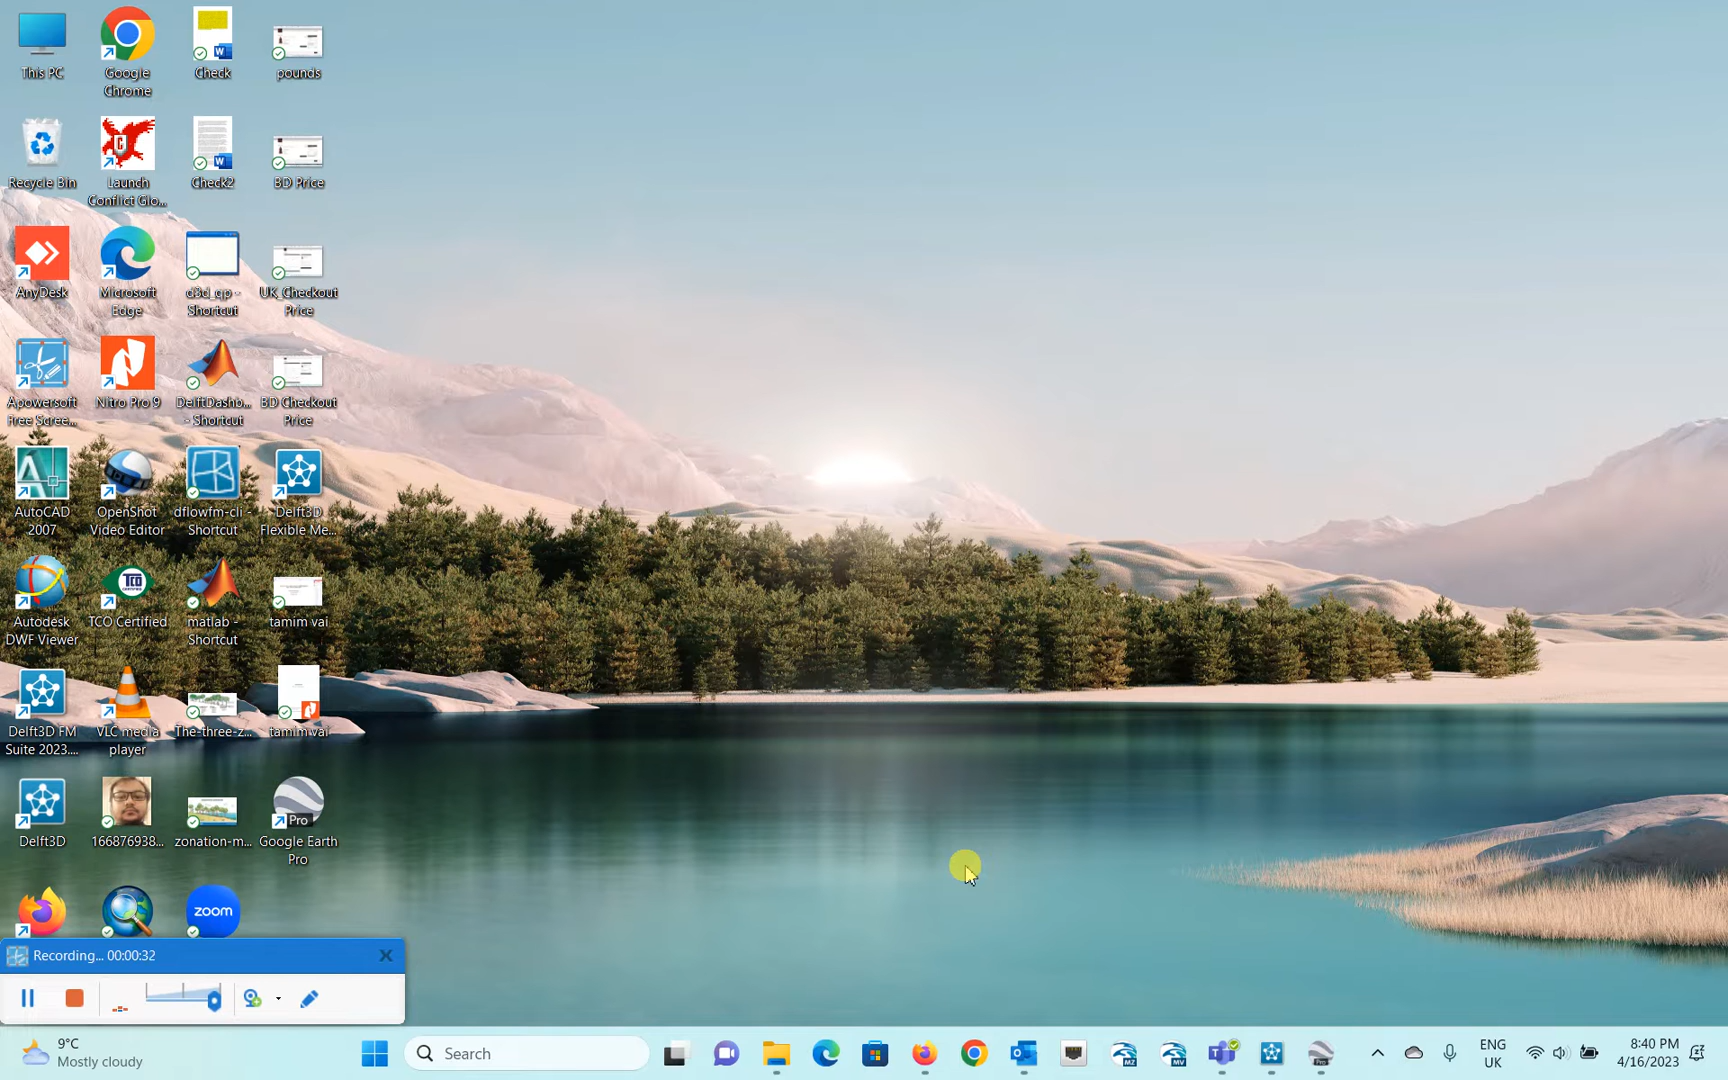 This PC
Google
Chrome
Check
pounds
Recycle Bin
Launch
Conflict Glo...
Check2
BD Price
AnyDesk
Microsoft
Edge
d3d_qp -
Shortcut
UK_Checkout
Price
Apowersoft
Free Scree...
Nitro Pro 9
DelftDashb...
- Shortcut
BD Checkout
Price
AutoCAD
2007
OpenShot
Video Editor
dflowfm-cli -
Shortcut
Delft3D
Flexible Me...
Autodesk
DWF Viewer
TCO
TCO Certified
matlab -
Shortcut
tamim vai
Delft3D FM
Suite 2023....
VLC media
player
The-three-z...
tamim vai
Delft3D
166876938...
zonation-m...
Pro
Google Earth
Pro
zoom
Recording... 00:00:32
9°C
Mostly cloudy
Search
ENG
UK
8:40 PM
4/16/2023